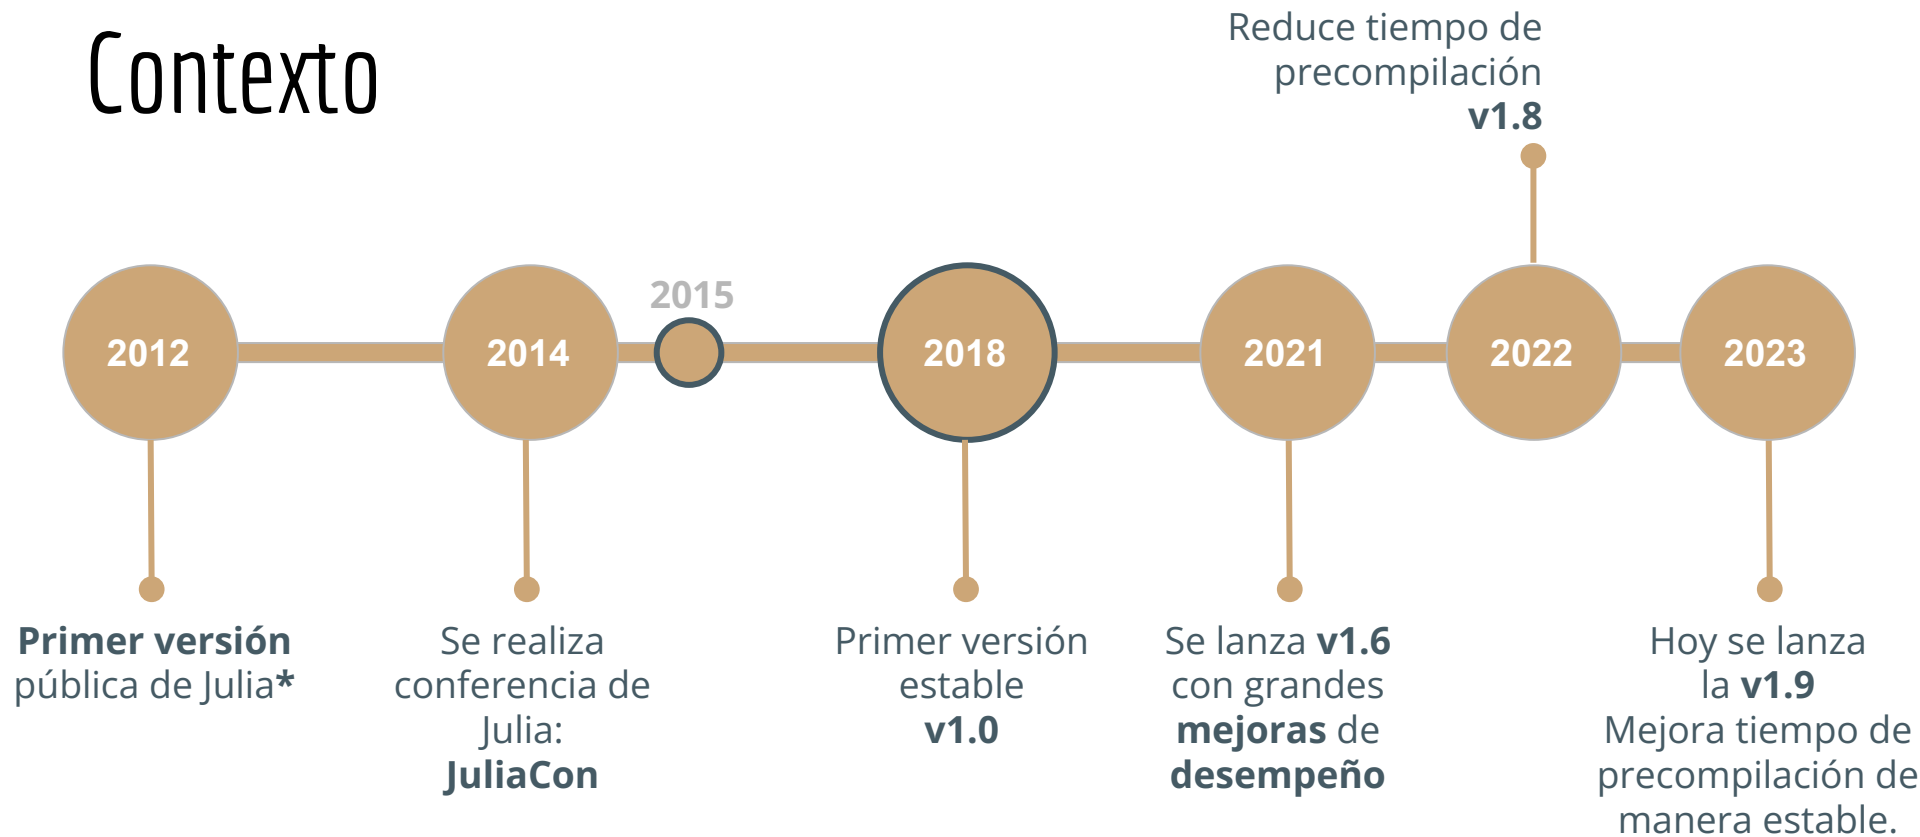 Contexto
Reduce tiempo de
precompilación
v1.8
2012
2014
2015
2018
2021
2022
2023
Primer versión
pública de Julia*
Se realiza
conferencia de
Julia:
JuliaCon
Primer versión
estable
v1.0
Se lanza v1.6
con grandes
mejoras de
desempeño
Hoy se lanza
la v1.9
Mejora tiempo de
precompilación de
manera estable.